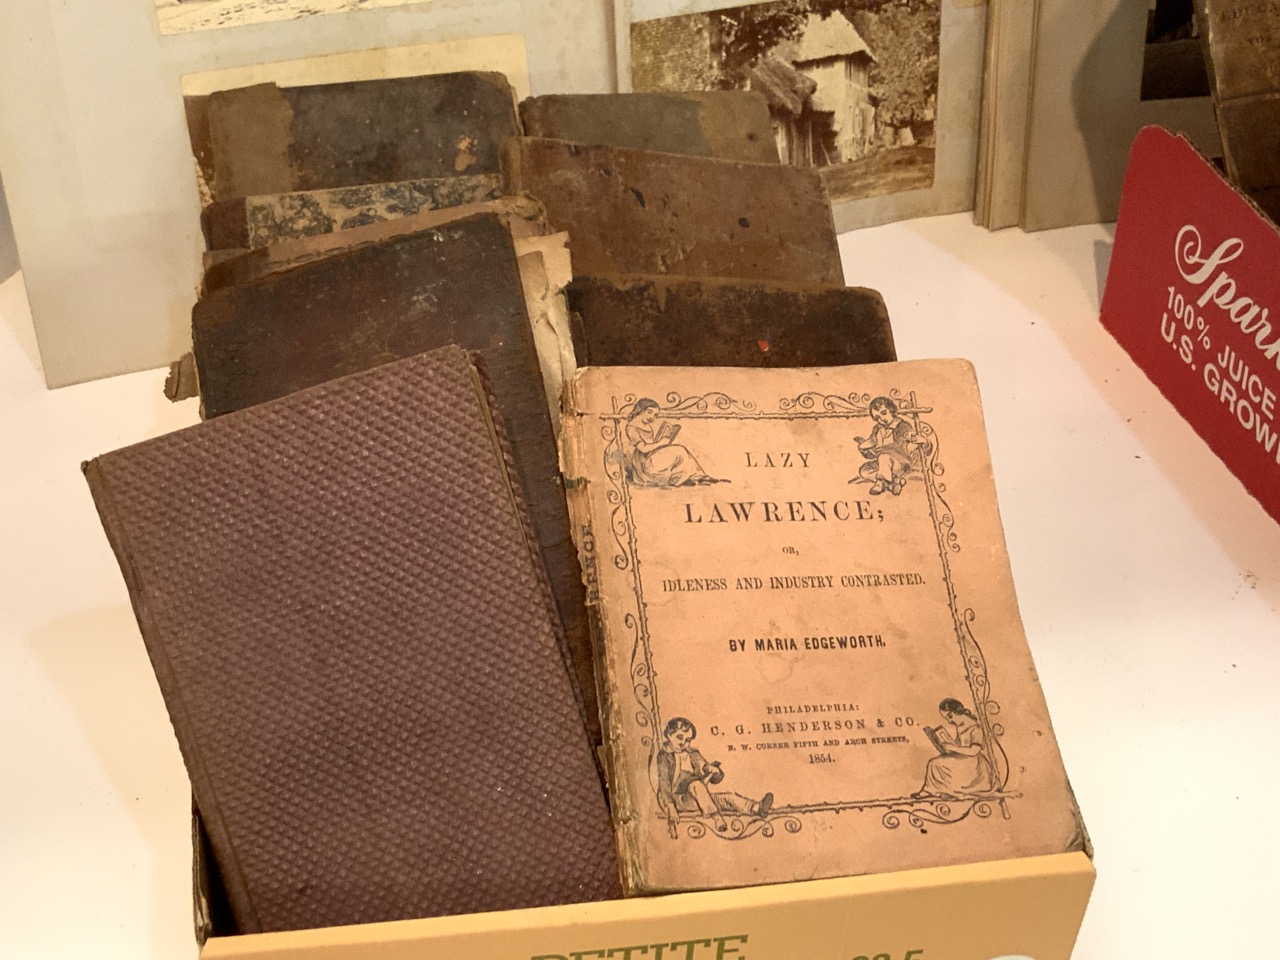 LAZY
LAWRENCE;
OR,
IDLENESS AND INDUSTRY CONTRASTED.
BY MARIA EDGEWORTH.
PHILADELPHIA:
C. G. HENDERSON & CO.
N. W. CORNER FIFTH AND ARCH STREETS,
1854.
100% JUICE
U.S. GROWN
PETITE